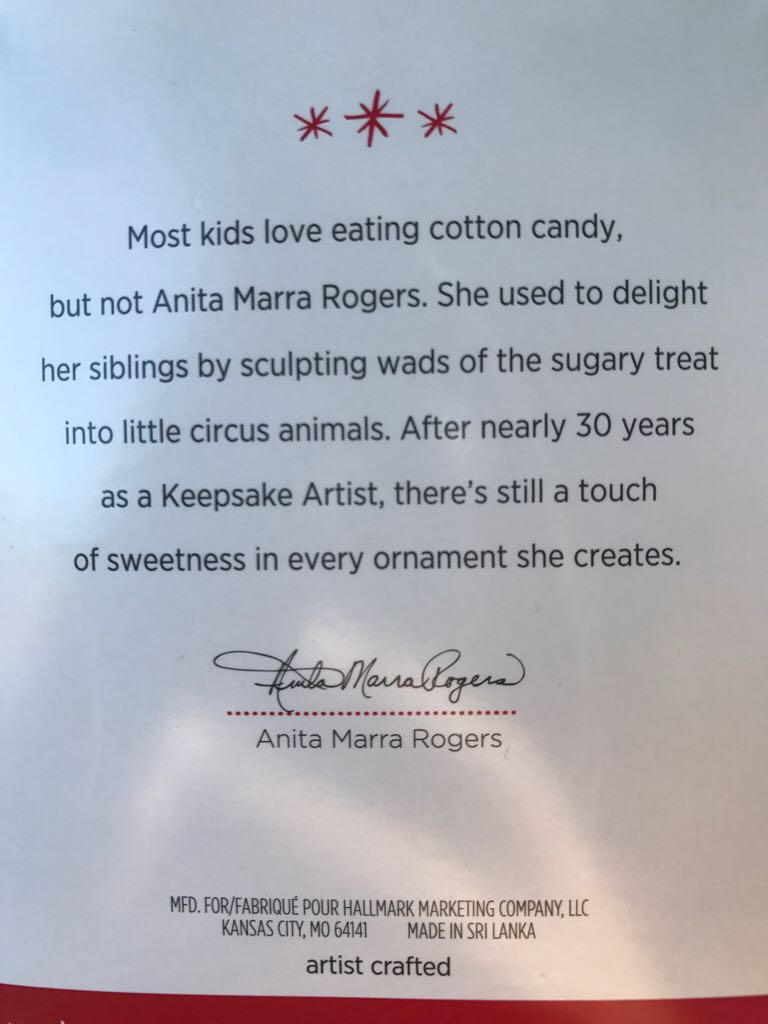 Most kids love eating cotton candy,
but not Anita Marra Rogers. She used to delight
her siblings by sculpting wads of the sugary treat
into little circus animals. After nearly 30 years
as a Keepsake Artist, there's still a touch
of sweetness in every ornament she creates.
Anita Marra Rogers
Anita Marra Rogers
MFD. FOR/FABRIQUÉ POUR HALLMARK MARKETING COMPANY, LLC
KANSAS CITY, MO 64141 MADE IN SRI LANKA
artist crafted